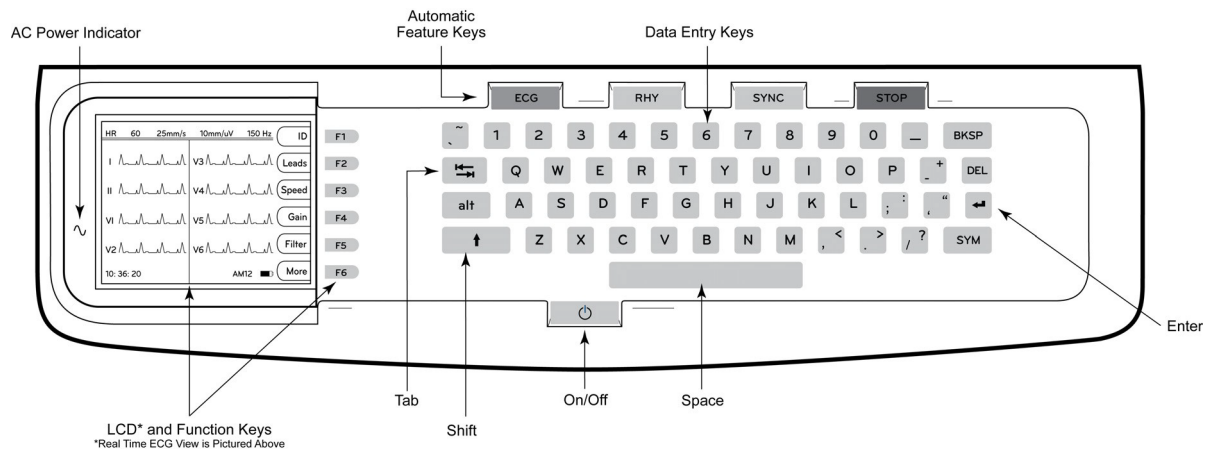 AC Power Indicator
Automatic
Feature Keys
Data Entry Keys
ECG RHY SYNC STOP
HR 60 25mm/s 10mm/uV 150 Hz ID F1
I V3 Leads F2
II V4 Speed F3
VI V5 Gain F4
V2 V6 Filter F5
10: 36: 20 AM12 More F6
~ ` 1 2 3 4 5 6 7 8 9 0 _ BKSP
Q W E R T Y U I O P - + DEL
alt A S D F G H J K L ; : ‘ “
Z X C V B N M , < . > / ? SYM
Enter
Tab
On/Off
Space
Shift
LCD* and Function Keys
*Real Time ECG View is Pictured Above